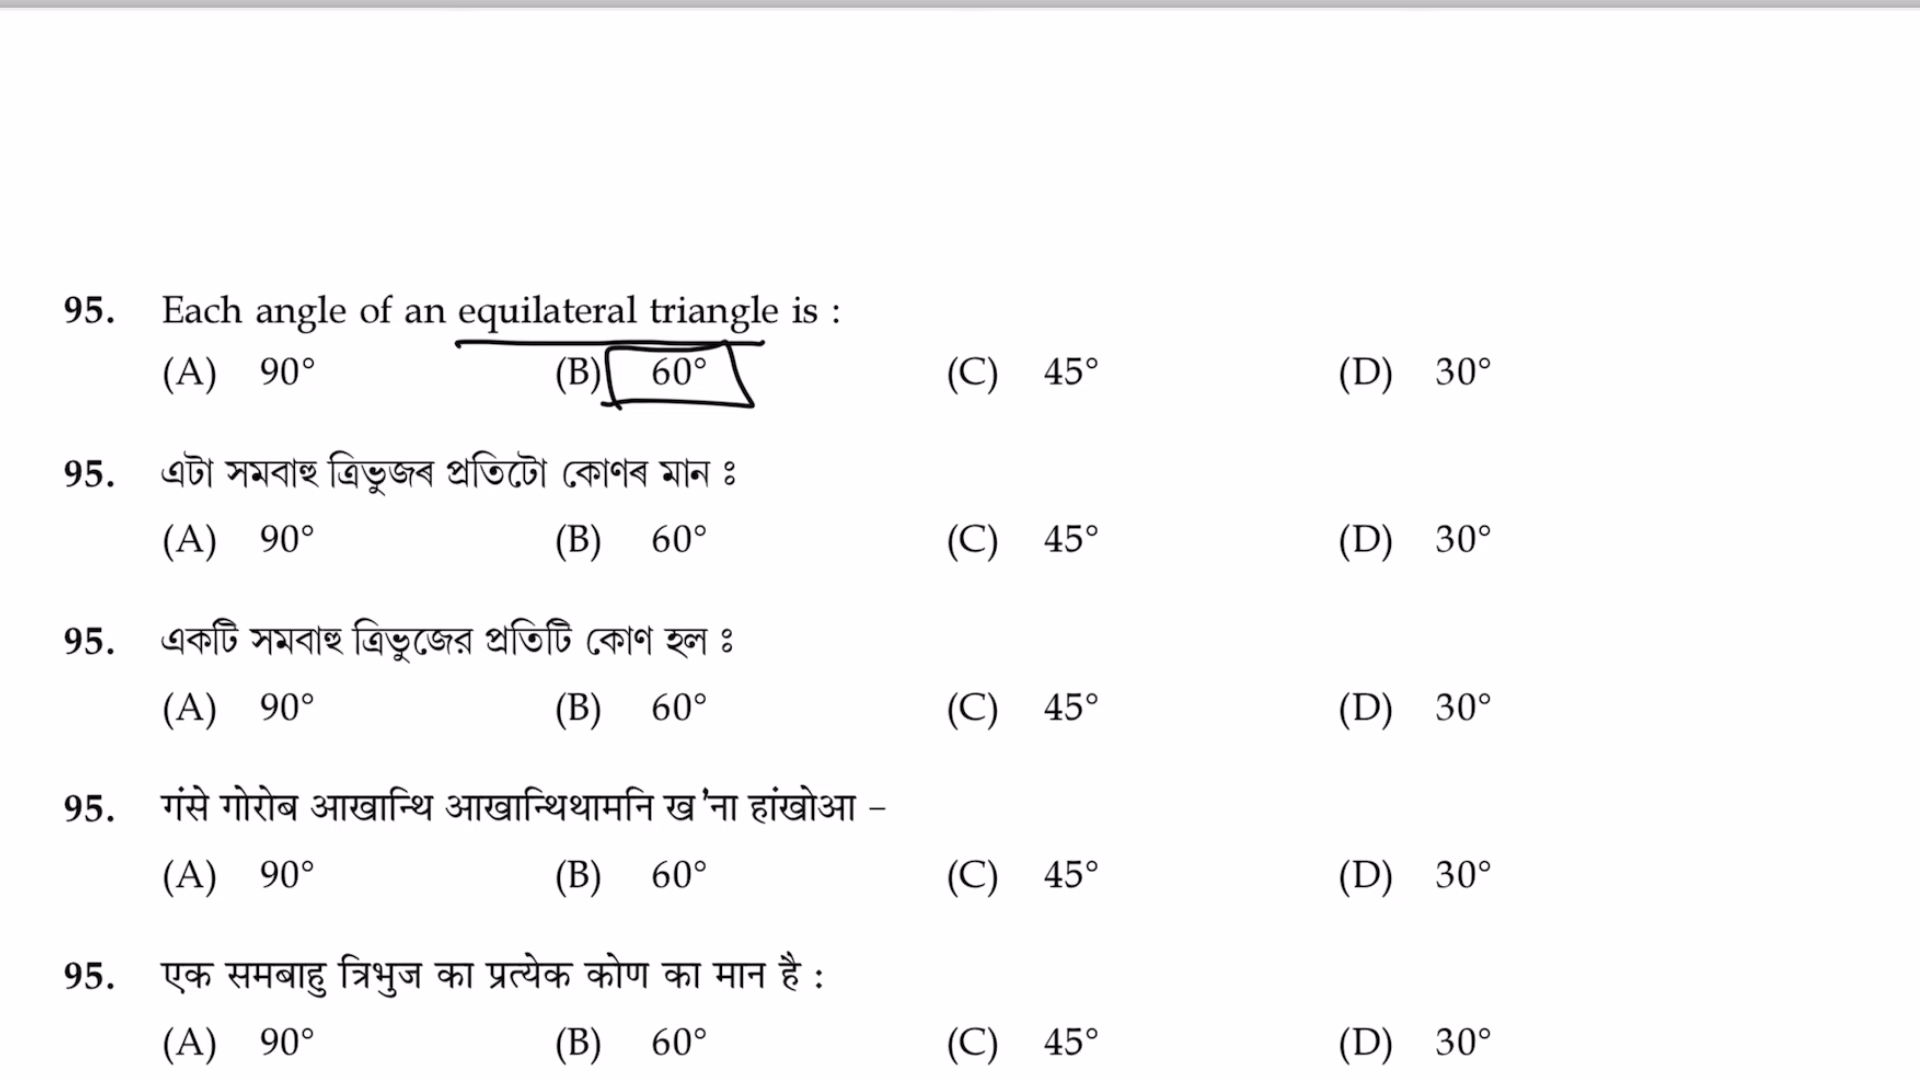 95. Each angle of an equilateral triangle is :
(A) 90° (B) 60° (C) 45° (D) 30°
95. এটা সমবাহু ত্ৰিভুজৰ প্ৰতিটো কোণৰ মান ঃ
(A) 90° (B) 60° (C) 45° (D) 30°
95. একটি সমবাহু ত্রিভুজের প্রতিটি কোণ হল ঃ
(A) 90° (B) 60° (C) 45° (D) 30°
95. गंसे गोरोब आखान्थि आखान्थिथामनि ख'ना हांखोआ –
(A) 90° (B) 60° (C) 45° (D) 30°
95. एक समबाहु त्रिभुज का प्रत्येक कोण का मान है :
(A) 90° (B) 60° (C) 45° (D) 30°